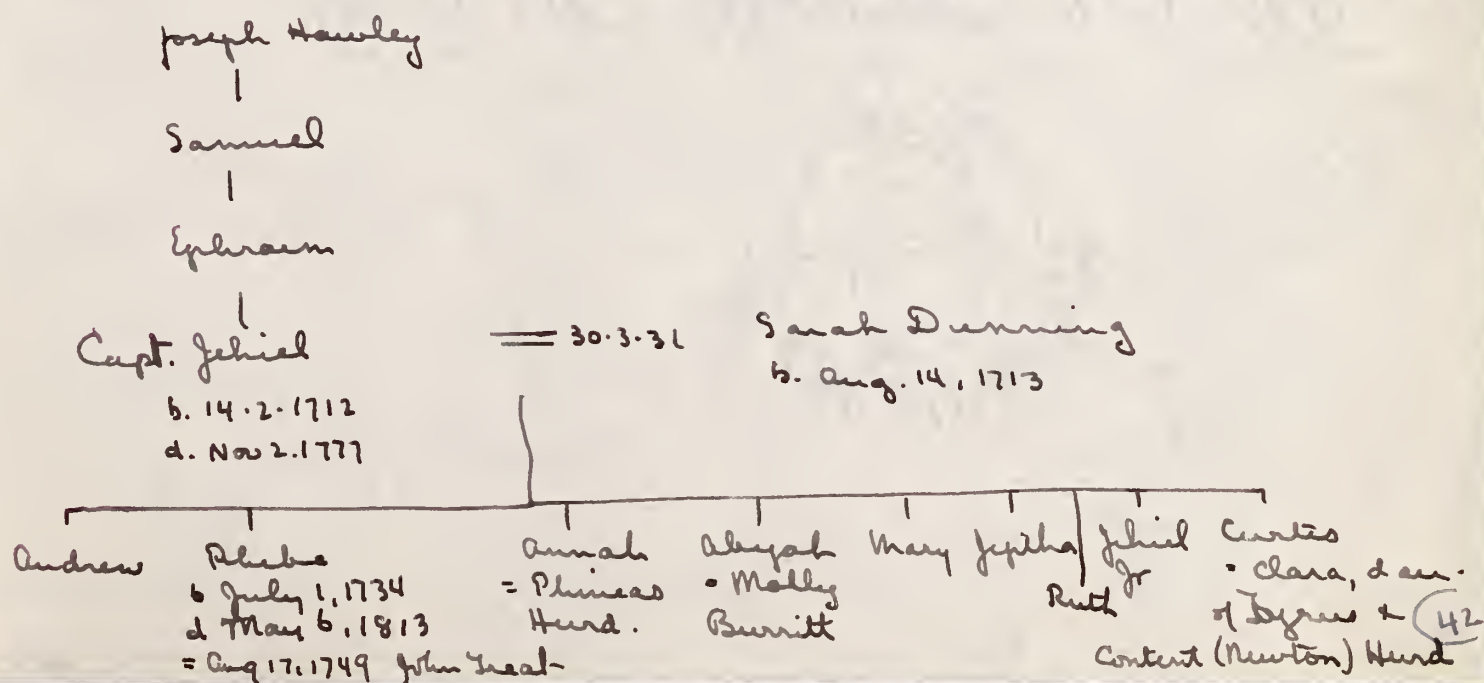 Joseph Hawley
Samuel
Ephraim
Capt. Jehiel = 30.3.31 Sarah Dunning
b. 14.2.1712 b. Aug. 14, 1713
d. Nov 2.1777
Andrew Phebe Annah Abijah Mary Jeptha Ruth Jehiel Jr Curtis
b July 1, 1734 = Phineas = Molly = Clara, dau.
d May 6, 1813 Hurd. Burritt of &
= Aug 17, 1749 John Treat Content (Newton) Hurd
42